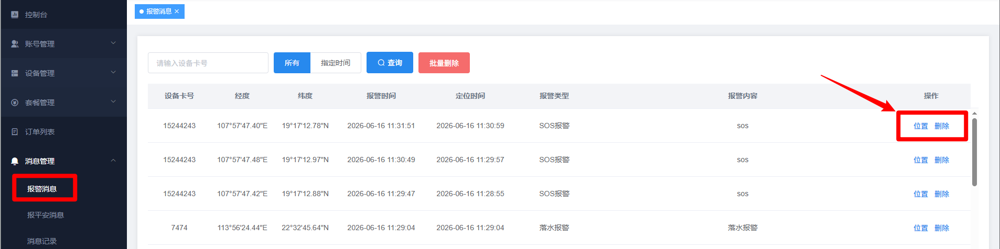 控制台
账号管理
设备管理
套餐管理
订单列表
消息管理
报警消息
报平安消息
消息记录
报警消息
请输入设备卡号 所有 指定时间 查询 批量删除
设备卡号 经度 纬度 报警时间 定位时间 报警类型 报警内容 操作
15244243 107°57'47.40"E 19°17'12.78"N 2026-06-16 11:31:51 2026-06-16 11:30:59 SOS报警 sos 位置 删除
15244243 107°57'47.48"E 19°17'12.97"N 2026-06-16 11:30:49 2026-06-16 11:29:57 SOS报警 sos 位置 删除
15244243 107°57'47.42"E 19°17'12.88"N 2026-06-16 11:29:47 2026-06-16 11:28:55 SOS报警 sos 位置 删除
7474 113°56'24.44"E 22°32'45.64"N 2026-06-16 11:29:04 2026-06-16 11:29:04 落水报警 落水报警 位置 删除